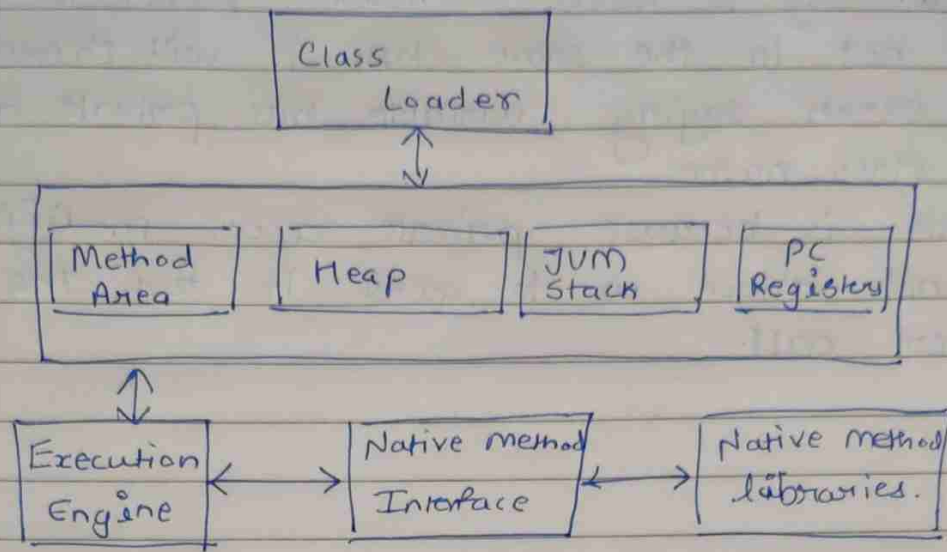 Class
Loader
Method
Area
Heap
JVM
Stack
PC
Registers
Execution
Engine
Native method
Interface
Native method
libraries.